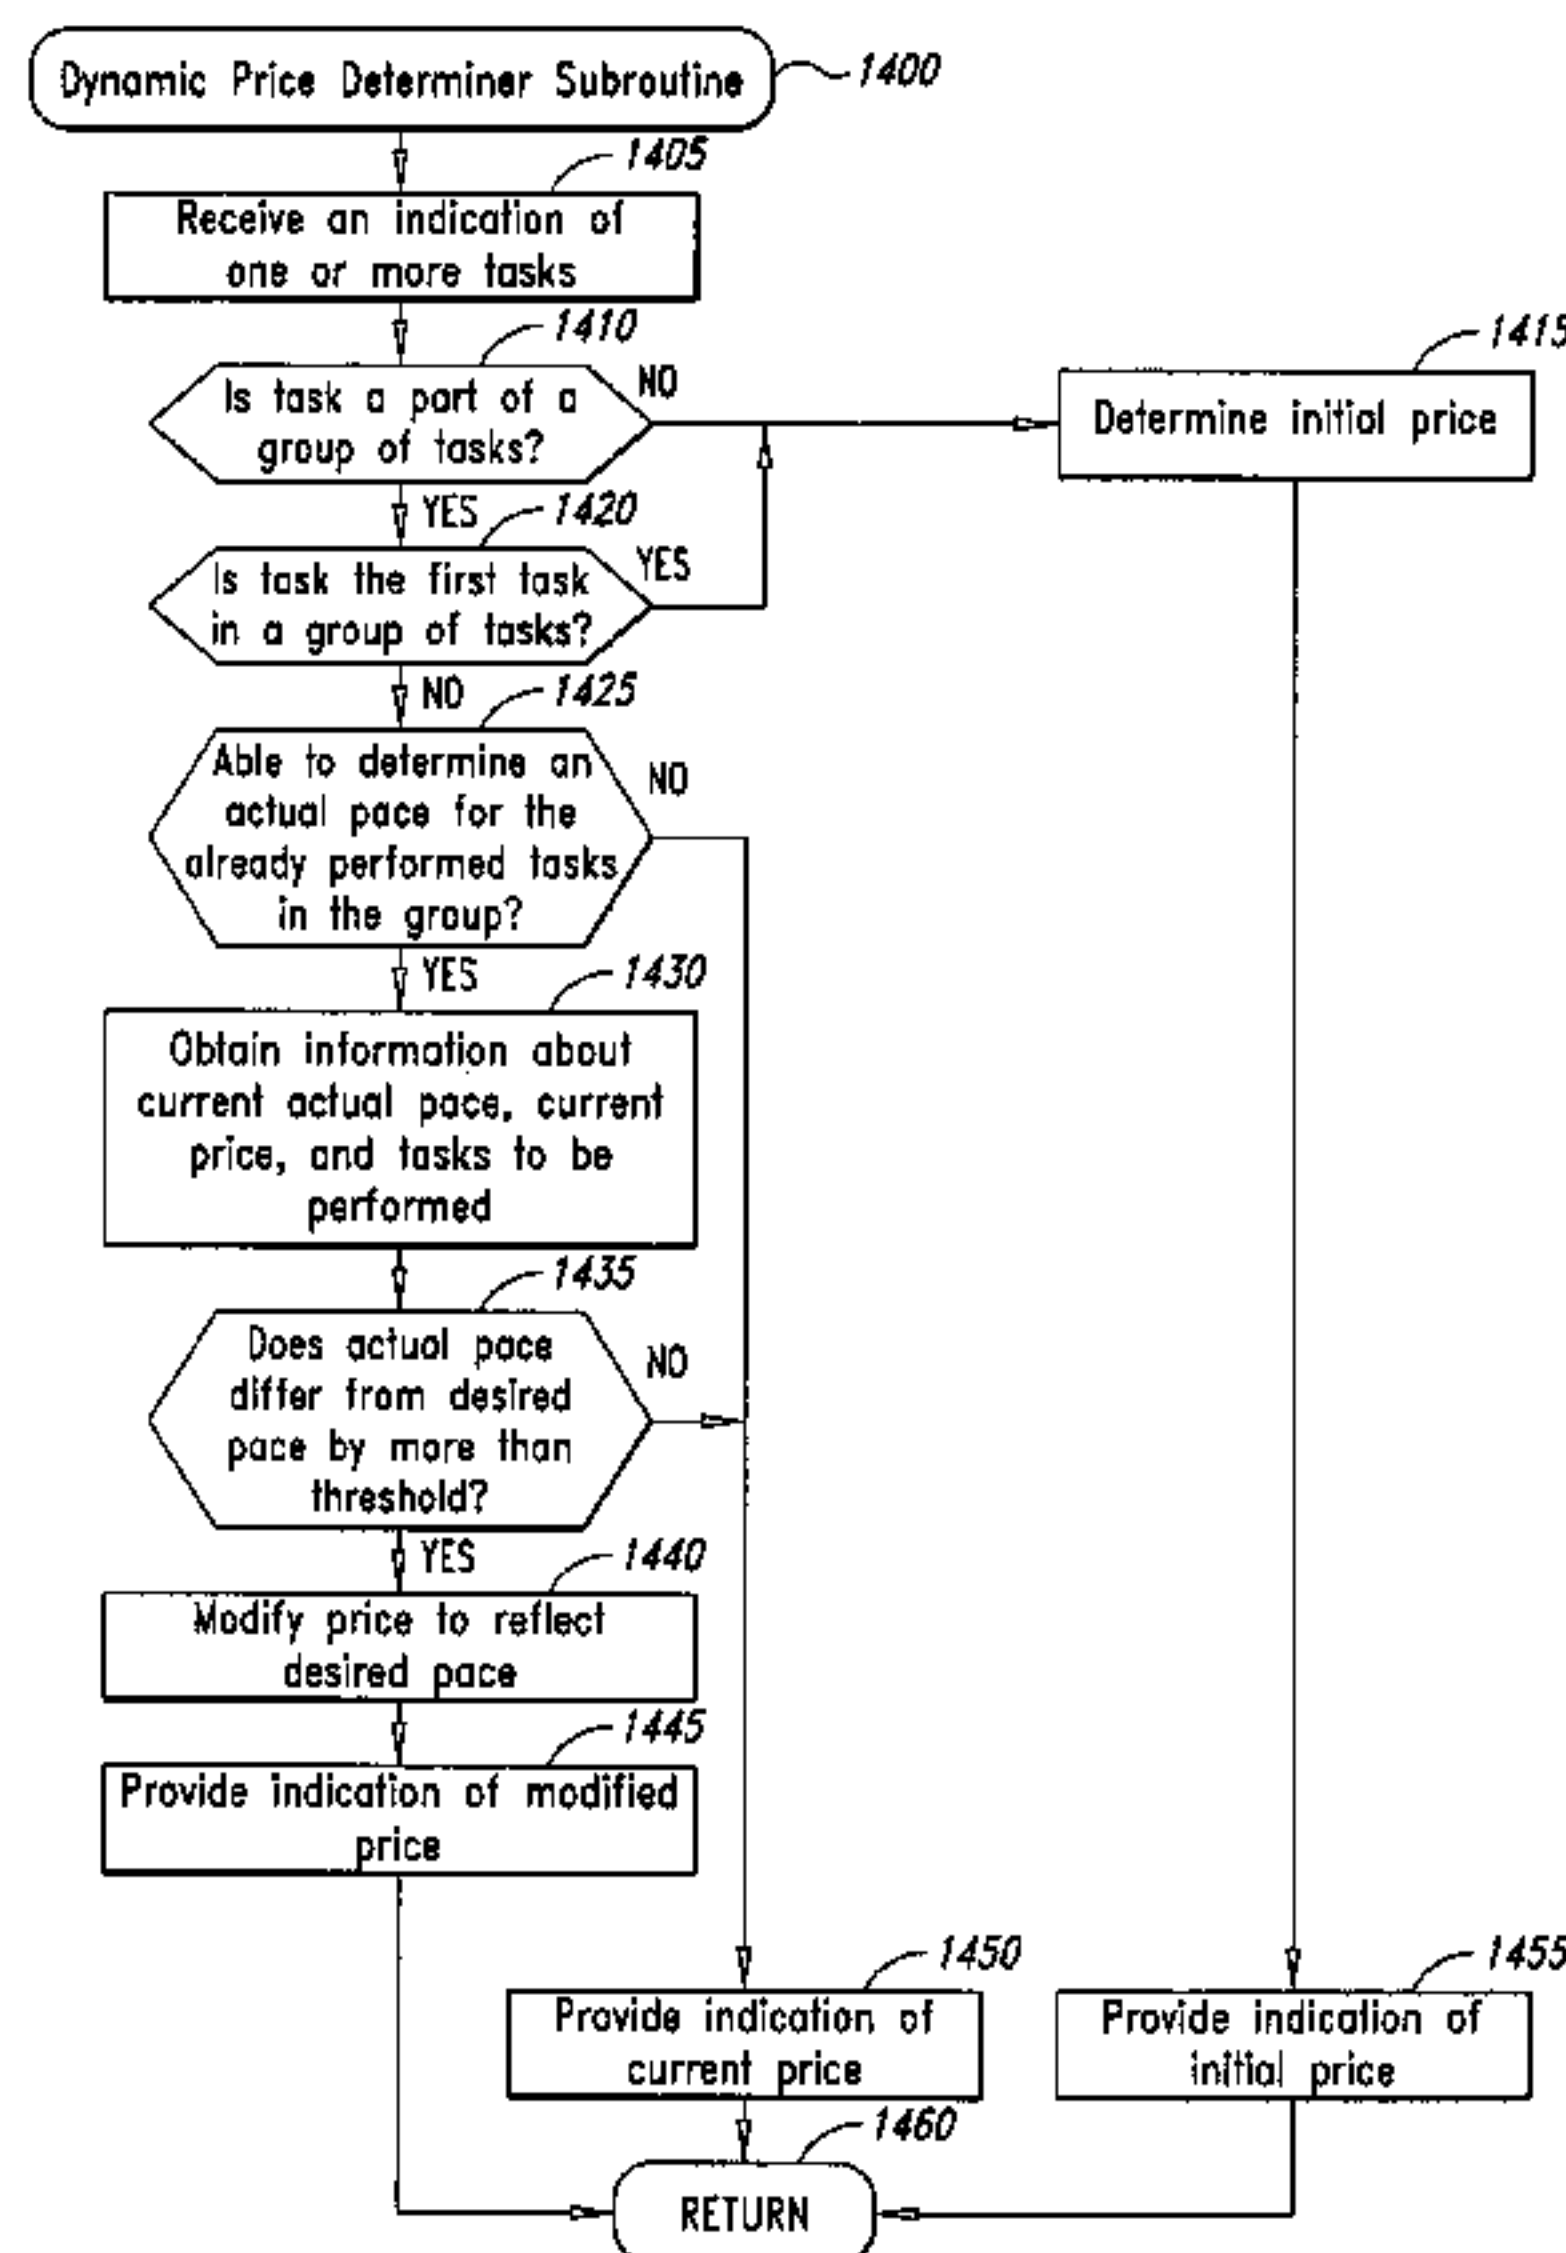 Dynamic Price Determiner Subroutine
1400
1405
Receive an indication of
one or more tasks
1410
Is task a part of a
group of tasks?
NO
1415
Determine initial price
YES
1420
Is task the first task
in a group of tasks?
YES
NO
1425
Able to determine an
actual pace for the
already performed tasks
in the group?
NO
YES
1430
Obtain information about
current actual pace, current
price, and tasks to be
performed
1435
Does actual pace
differ from desired
pace by more than
threshold?
NO
YES
1440
Modify price to reflect
desired pace
1445
Provide indication of modified
price
1450
Provide indication of
current price
1455
Provide indication of
initial price
1460
RETURN